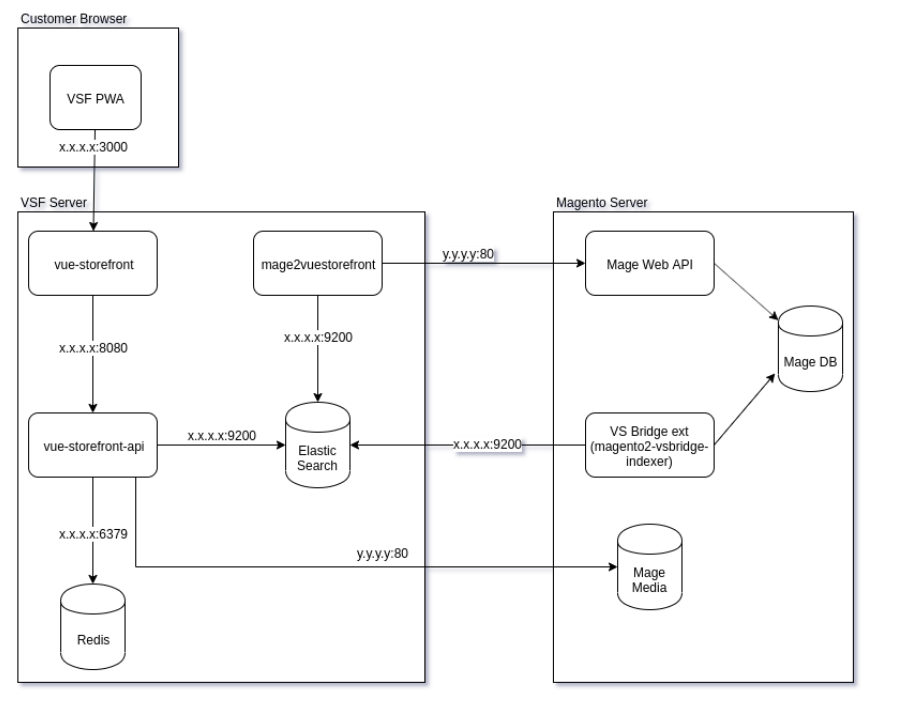 Customer Browser
VSF PWA
x.x.x.x:3000
VSF Server
Magento Server
vue-storefront
mage2vuestorefront
y.y.y.y:80
Mage Web API
x.x.x.x:8080
x.x.x.x:9200
Mage DB
vue-storefront-api
x.x.x.x:9200
Elastic
Search
x.x.x.x:9200
VS Bridge ext
(magento2-vsbridge-
indexer)
x.x.x.x:6379
y.y.y.y:80
Mage
Media
Redis